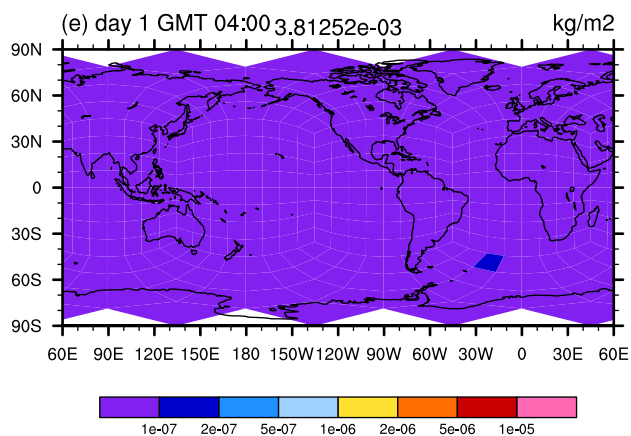 (e) day 1 GMT 04:00 3.81252e-03 kg/m2
90N
60N
30N
0
30S
60S
90S
60E 90E 120E 150E 180 150W 120W 90W 60W 30W 0 30E 60E
1e-07 2e-07 5e-07 1e-06 2e-06 5e-06 1e-05